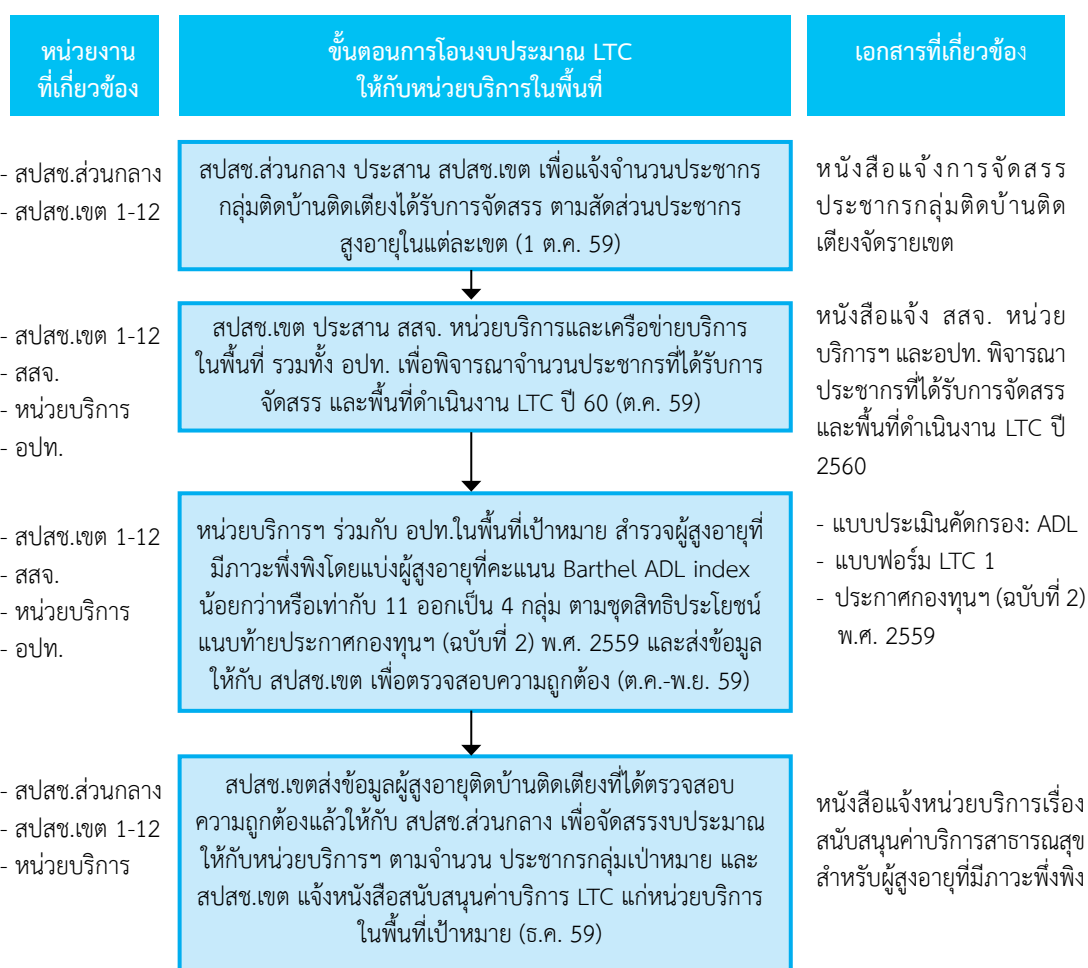 หน่วยงาน
ที่เกี่ยวข้อง
ขั้นตอนการโอนงบประมาณ LTC
ให้กับหน่วยบริการในพื้นที่
เอกสารที่เกี่ยวข้อง
- สปสช.ส่วนกลาง
- สปสช.เขต 1-12
สปสช.ส่วนกลาง ประสาน สปสช.เขต เพื่อแจ้งจำนวนประชากร
กลุ่มติดบ้านติดเตียงได้รับการจัดสรร ตามสัดส่วนประชากร
สูงอายุในแต่ละเขต (1 ต.ค. 59)
หนังสือแจ้งการจัดสรร
ประชากรกลุ่มติดบ้านติด
เตียงจัดรายเขต
- สปสช.เขต 1-12
- สสจ.
- หน่วยบริการ
- อปท.
สปสช.เขต ประสาน สสจ. หน่วยบริการและเครือข่ายบริการ
ในพื้นที่ รวมทั้ง อปท. เพื่อพิจารณาจำนวนประชากรที่ได้รับการ
จัดสรร และพื้นที่ดำเนินงาน LTC ปี 60 (ต.ค. 59)
หนังสือแจ้ง สสจ. หน่วย
บริการฯ และอปท. พิจารณา
ประชากรที่ได้รับการจัดสรร
และพื้นที่ดำเนินงาน LTC ปี
2560
- สปสช.เขต 1-12
- สสจ.
- หน่วยบริการ
- อปท.
หน่วยบริการฯ ร่วมกับ อปท.ในพื้นที่เป้าหมาย สำรวจผู้สูงอายุที่
มีภาวะพึ่งพิงโดยแบ่งผู้สูงอายุที่คะแนน Barthel ADL index
น้อยกว่าหรือเท่ากับ 11 ออกเป็น 4 กลุ่ม ตามชุดสิทธิประโยชน์
แนบท้ายประกาศกองทุนฯ (ฉบับที่ 2) พ.ศ. 2559 และส่งข้อมูล
ให้กับ สปสช.เขต เพื่อตรวจสอบความถูกต้อง (ต.ค.-พ.ย. 59)
- แบบประเมินคัดกรอง: ADL
- แบบฟอร์ม LTC 1
- ประกาศกองทุนฯ (ฉบับที่ 2)
พ.ศ. 2559
- สปสช.ส่วนกลาง
- สปสช.เขต 1-12
- หน่วยบริการ
สปสช.เขตส่งข้อมูลผู้สูงอายุติดบ้านติดเตียงที่ได้ตรวจสอบ
ความถูกต้องแล้วให้กับ สปสช.ส่วนกลาง เพื่อจัดสรรงบประมาณ
ให้กับหน่วยบริการฯ ตามจำนวน ประชากรกลุ่มเป่าหมาย และ
สปสช.เขต แจ้งหนังสือสนับสนุนค่าบริการ LTC แก่หน่วยบริการ
ในพื้นที่เป้าหมาย (ธ.ค. 59)
หนังสือแจ้งหน่วยบริการเรื่อง
สนับสนุนค่าบริการสาธารณสุข
สำหรับผู้สูงอายุที่มีภาวะพึ่งพิง